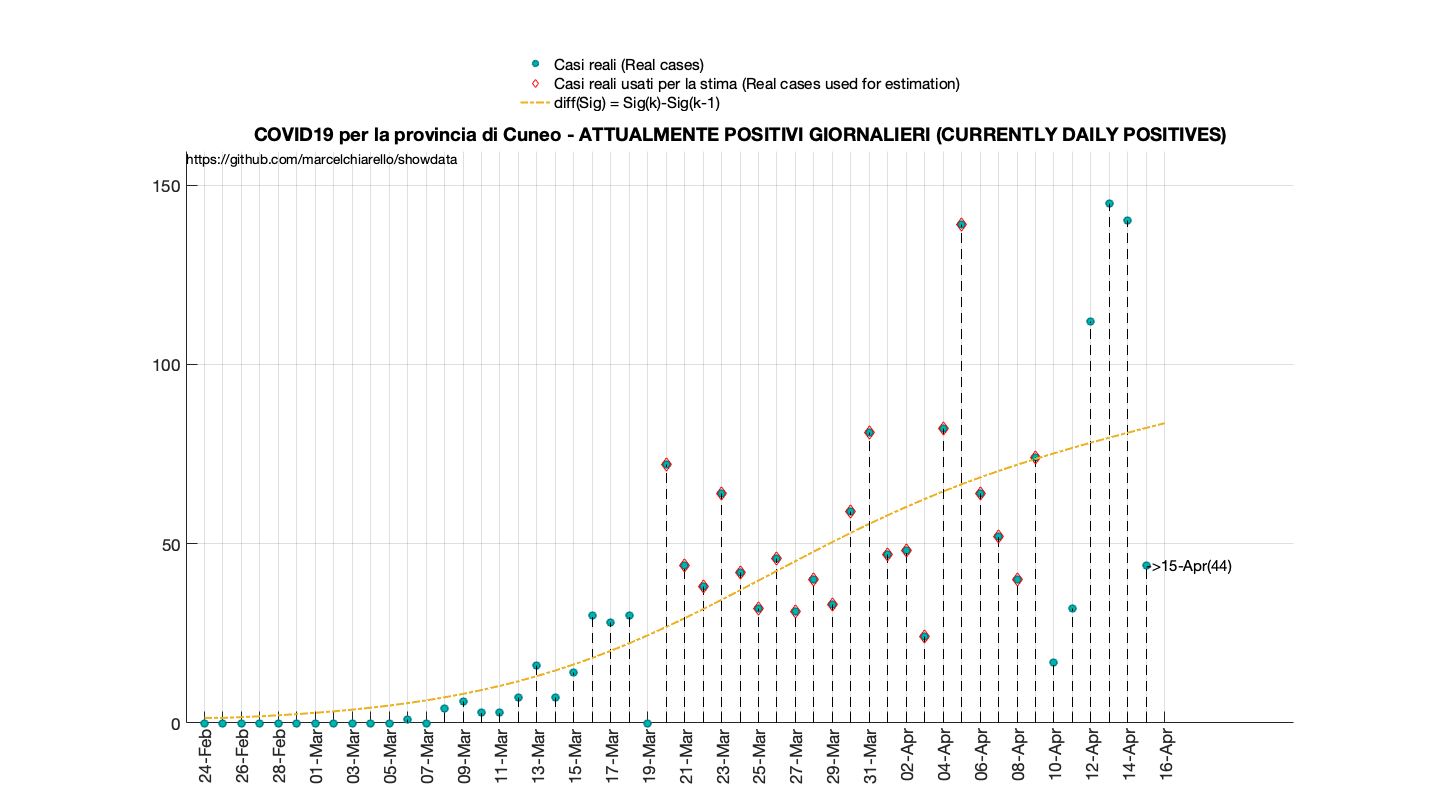 Casi reali (Real cases)
Casi reali usati per la stima (Real cases used for estimation)
diff(Sig) = Sig(k)-Sig(k-1)
COVID19 per la provincia di Cuneo - ATTUALMENTE POSITIVI GIORNALIERI (CURRENTLY DAILY POSITIVES)
https://github.com/marcelchiarello/showdata
150
100
50
0
->15-Apr(44)
24-Feb
26-Feb
28-Feb
01-Mar
03-Mar
05-Mar
07-Mar
09-Mar
11-Mar
13-Mar
15-Mar
17-Mar
19-Mar
21-Mar
23-Mar
25-Mar
27-Mar
29-Mar
31-Mar
02-Apr
04-Apr
06-Apr
08-Apr
10-Apr
12-Apr
14-Apr
16-Apr